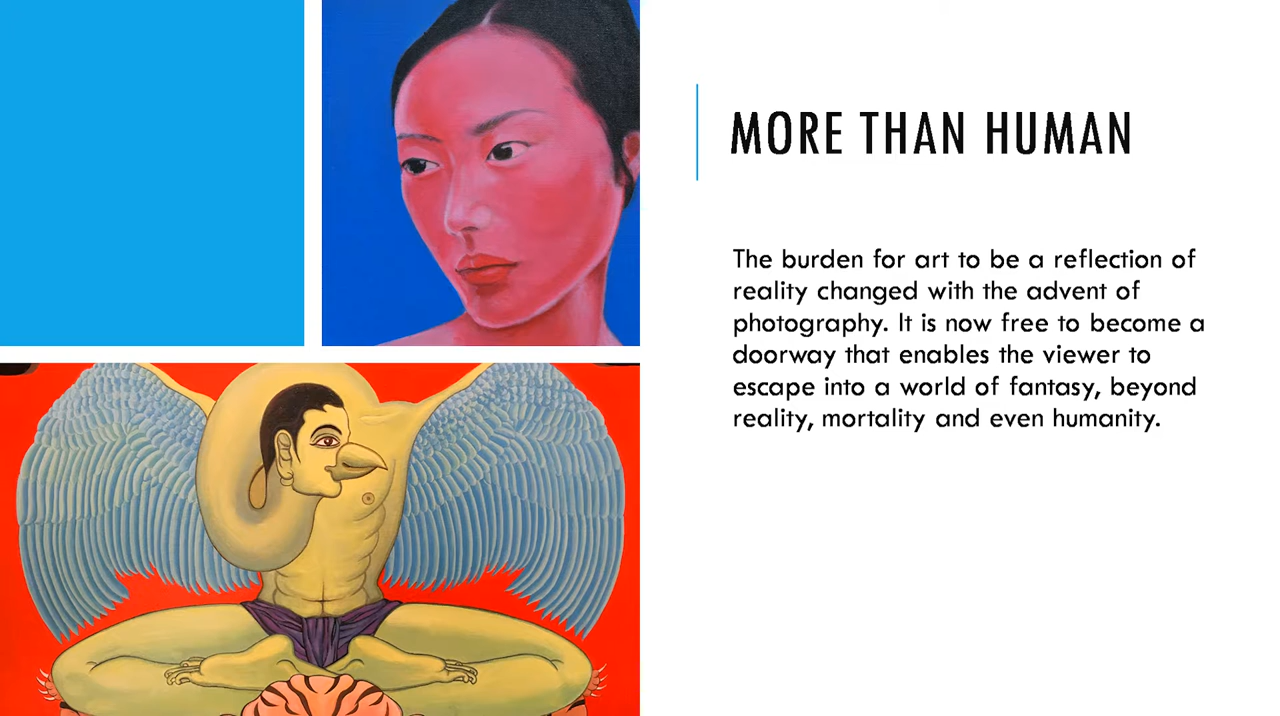 MORE THAN HUMAN
The burden for art to be a reflection of
reality changed with the advent of
photography. It is now free to become a
doorway that enables the viewer to
escape into a world of fantasy, beyond
reality, mortality and even humanity.